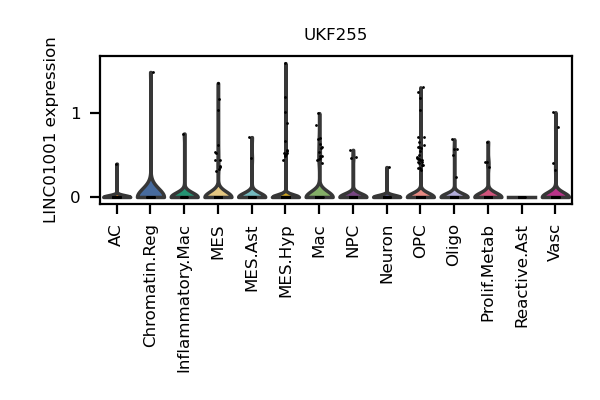 UKF255
LINC01001 expression
1
0
AC
Chromatin.Reg
Inflammatory.Mac
MES
MES.Ast
MES.Hyp
Mac
NPC
Neuron
OPC
Oligo
Prolif.Metab
Reactive.Ast
Vasc